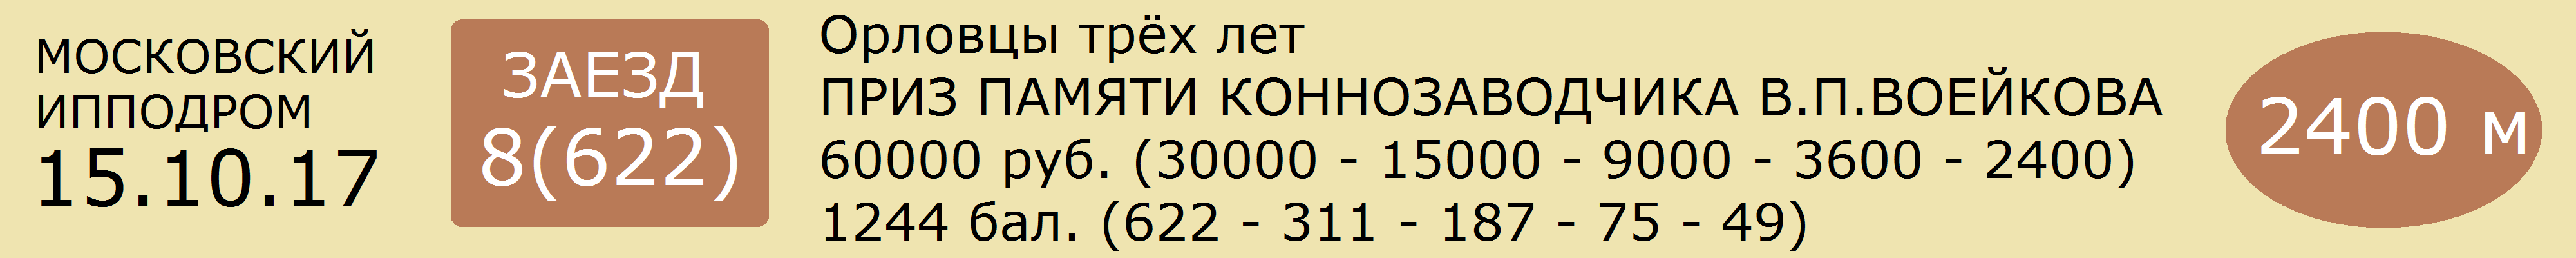 МОСКОВСКИЙ
ИППОДРОМ
15.10.17
ЗАЕЗД
8(622)
Орловцы трёх лет
ПРИЗ ПАМЯТИ КОННОЗАВОДЧИКА В.П.ВОЕЙКОВА
60000 руб. (30000 - 15000 - 9000 - 3600 - 2400)
1244 бал. (622 - 311 - 187 - 75 - 49)
2400 м